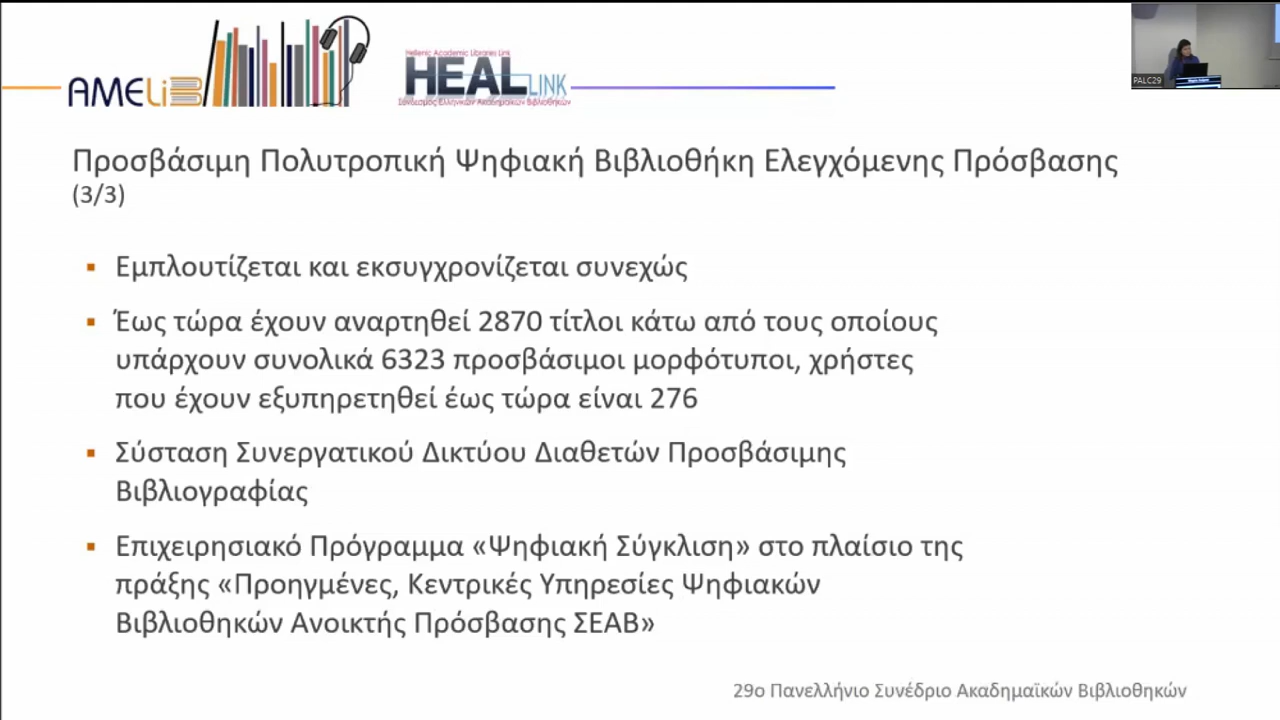 AMELiB
Hellenic Academic Libraries Link
HEAL LINK
Σύνδεσμος Ελληνικών Ακαδημαϊκών Βιβλιοθηκών
PALC29
Προσβάσιμη Πολυτροπική Ψηφιακή Βιβλιοθήκη Ελεγχόμενης Πρόσβασης
(3/3)
▪ Εμπλουτίζεται και εκσυγχρονίζεται συνεχώς
▪ Έως τώρα έχουν αναρτηθεί 2870 τίτλοι κάτω από τους οποίους
υπάρχουν συνολικά 6323 προσβάσιμοι μορφότυποι, χρήστες
που έχουν εξυπηρετηθεί έως τώρα είναι 276
▪ Σύσταση Συνεργατικού Δικτύου Διαθετών Προσβάσιμης
Βιβλιογραφίας
▪ Επιχειρησιακό Πρόγραμμα «Ψηφιακή Σύγκλιση» στο πλαίσιο της
πράξης «Προηγμένες, Κεντρικές Υπηρεσίες Ψηφιακών
Βιβλιοθηκών Ανοικτής Πρόσβασης ΣΕΑΒ»
29ο Πανελλήνιο Συνέδριο Ακαδημαϊκών Βιβλιοθηκών